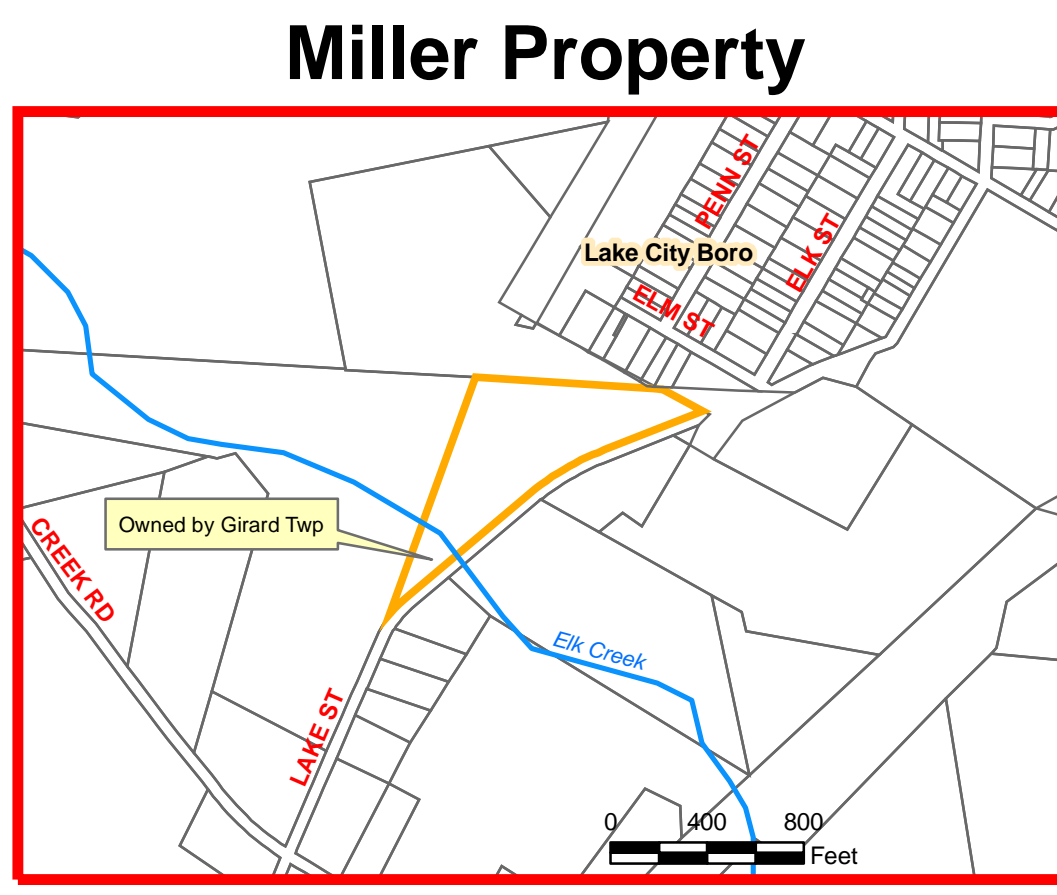 Miller Property
PENN ST
ELK ST
Lake City Boro
ELM ST
Owned by Girard Twp
CREEK RD
Elk Creek
LAKE ST
0 400 800
Feet